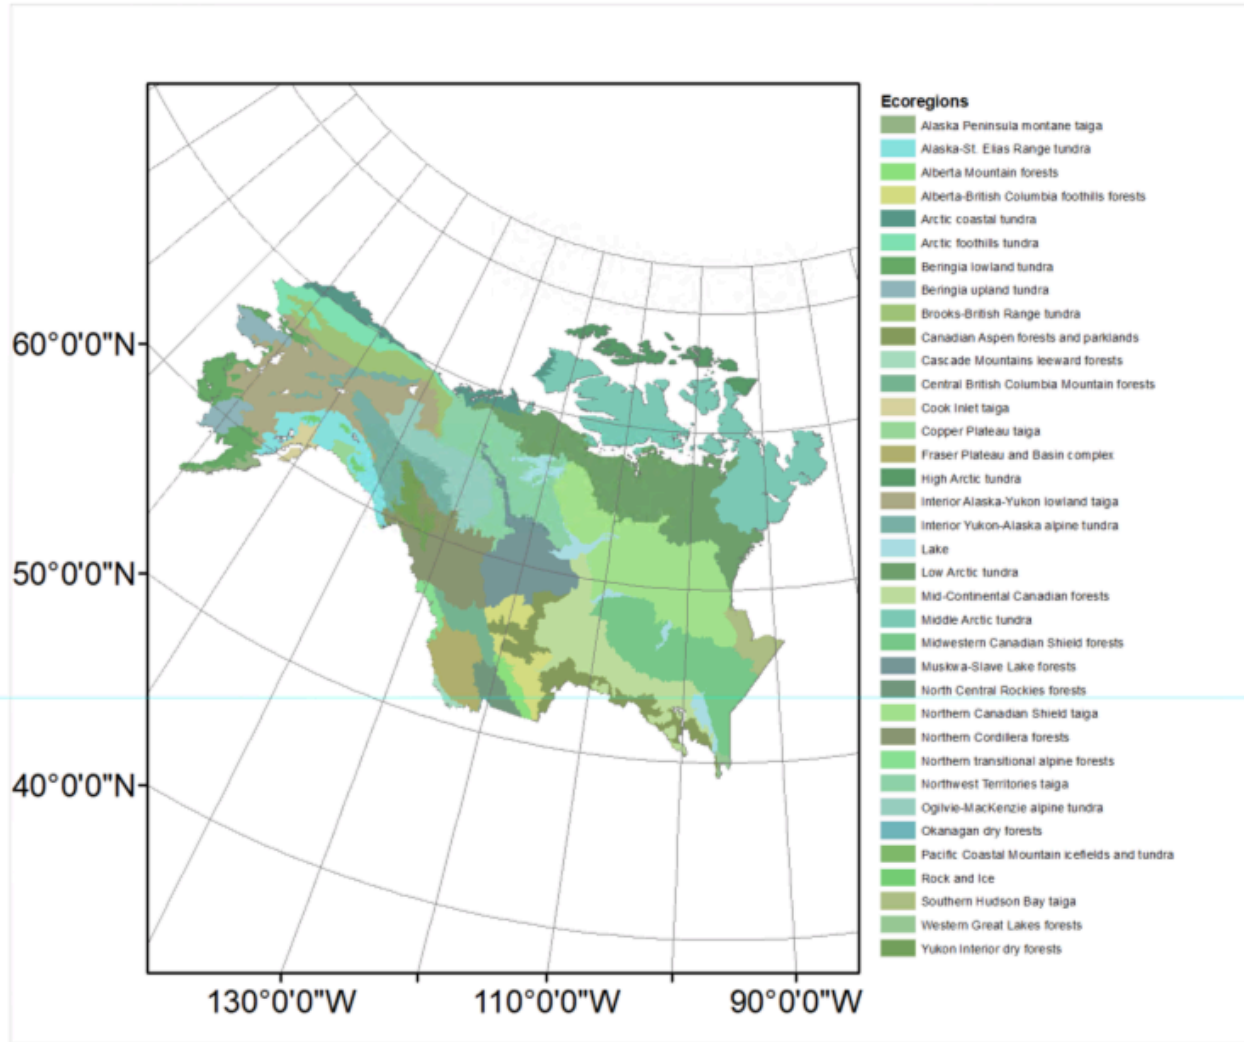 Ecoregions
Alaska Peninsula montane taiga
Alaska-St. Elias Range tundra
Alberta Mountain forests
Alberta-British Columbia foothills forests
Arctic coastal tundra
Arctic foothills tundra
Beringia lowland tundra
Beringia upland tundra
Brooks-British Range tundra
Canadian Aspen forests and parklands
Cascade Mountains leeward forests
Central British Columbia Mountain forests
Cook Inlet taiga
Copper Plateau taiga
Fraser Plateau and Basin complex
High Arctic tundra
Interior Alaska-Yukon lowland taiga
Interior Yukon-Alaska alpine tundra
Lake
Low Arctic tundra
Mid-Continental Canadian forests
Middle Arctic tundra
Midwestern Canadian Shield forests
Muskwa-Slave Lake forests
North Central Rockies forests
Northern Canadian Shield taiga
Northern Cordillera forests
Northern transitional alpine forests
Northwest Territories taiga
Ogilvie-MacKenzie alpine tundra
Okanagan dry forests
Pacific Coastal Mountain icefields and tundra
Rock and Ice
Southern Hudson Bay taiga
Western Great Lakes forests
Yukon Interior dry forests
60°0'0"N
50°0'0"N
40°0'0"N
130°0'0"W
110°0'0"W
90°0'0"W